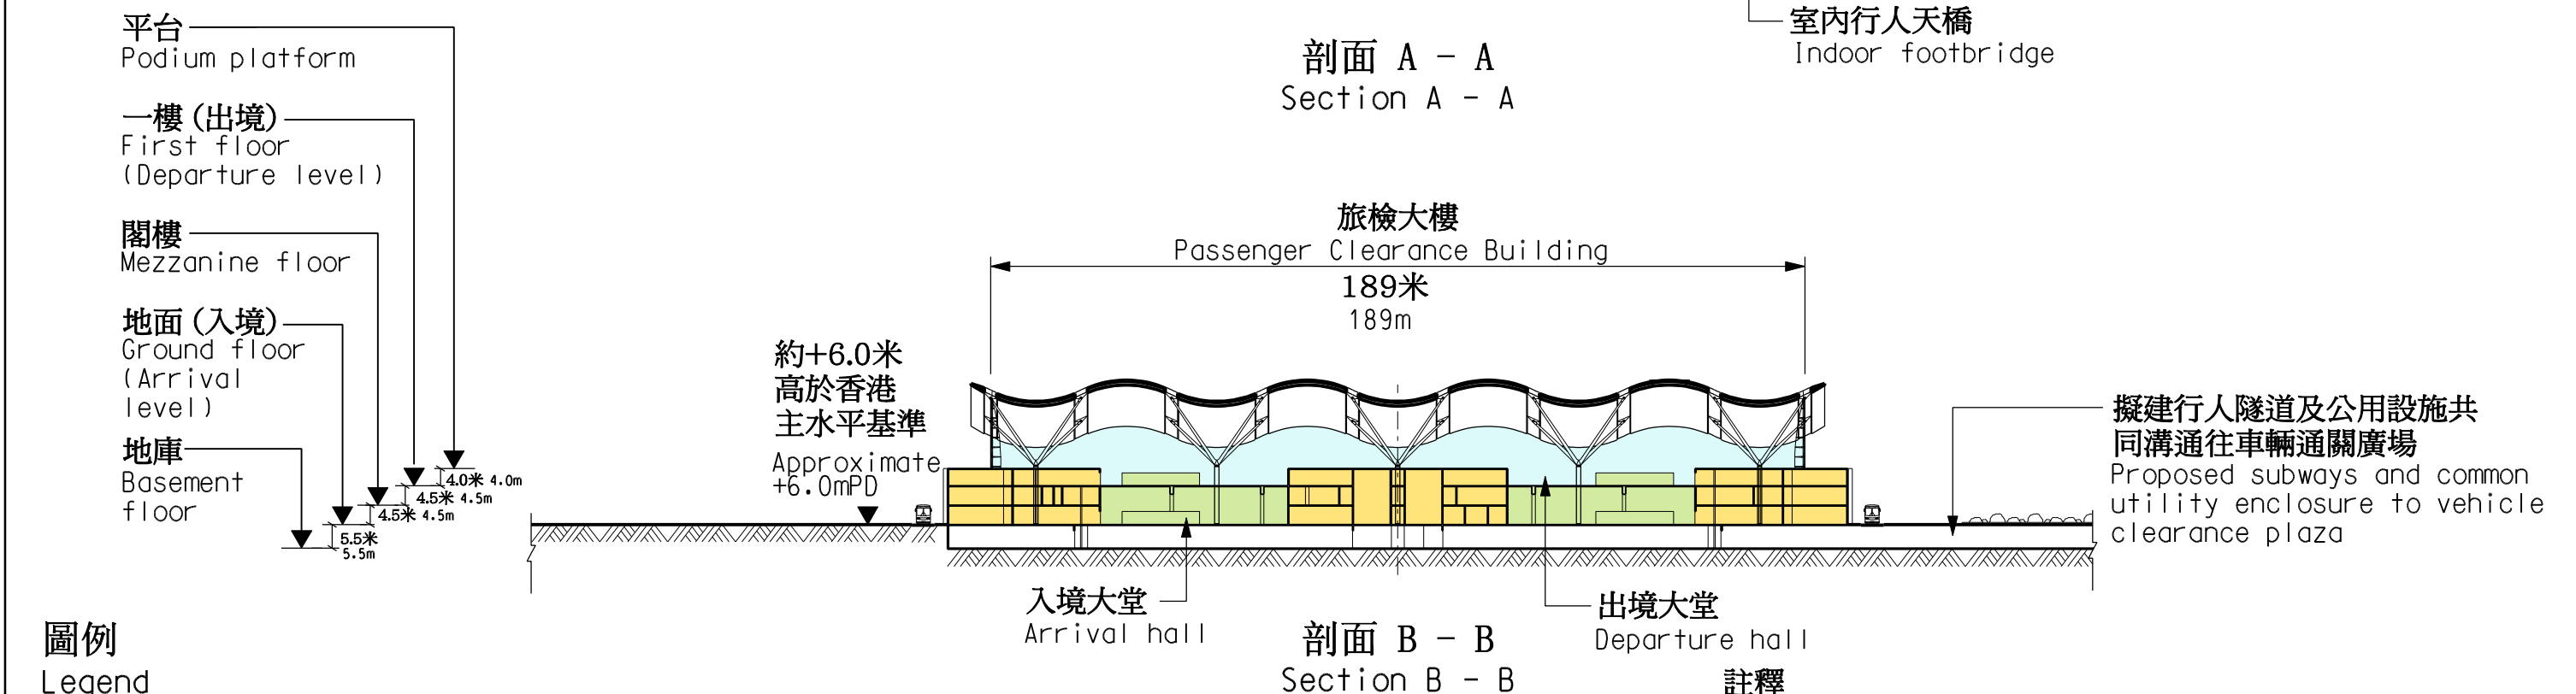 平台
Podium platform
一樓 (出境)
First floor
(Departure level)
閣樓
Mezzanine floor
地面 (入境)
Ground floor
(Arrival
level)
地庫
Basement
floor
4.0米 4.0m
4.5米 4.5m
4.5米 4.5m
5.5米
5.5m
室內行人天橋
Indoor footbridge
剖面 A - A
Section A - A
旅檢大樓
Passenger Clearance Building
189米
189m
約+6.0米
高於香港
主水平基準
Approximate
+6.0mPD
擬建行人隧道及公用設施共
同溝通往車輛通關廣場
Proposed subways and common
utility enclosure to vehicle
clearance plaza
入境大堂
Arrival hall
出境大堂
Departure hall
剖面 B - B
Section B - B
圖例
Legend
註釋